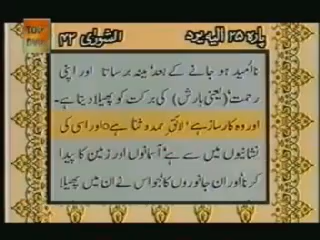 پارہ ۲۵ الیہ یرد
الشورٰی ۴۲
ناامید ہو جانے کے بعد مینہ برساتا اور اپنی
رحمت (یعنی بارش) کی برکت کو پھیلا دیتا ہے۔
اور وہ کارساز ہے لائق حمد و ثنا ہے ○ اور اسی کی
نشانیوں میں سے ہے آسمانوں اور زمین کا پیدا
کرنا اور ان جانوروں کا جو اس نے ان میں پھیلا